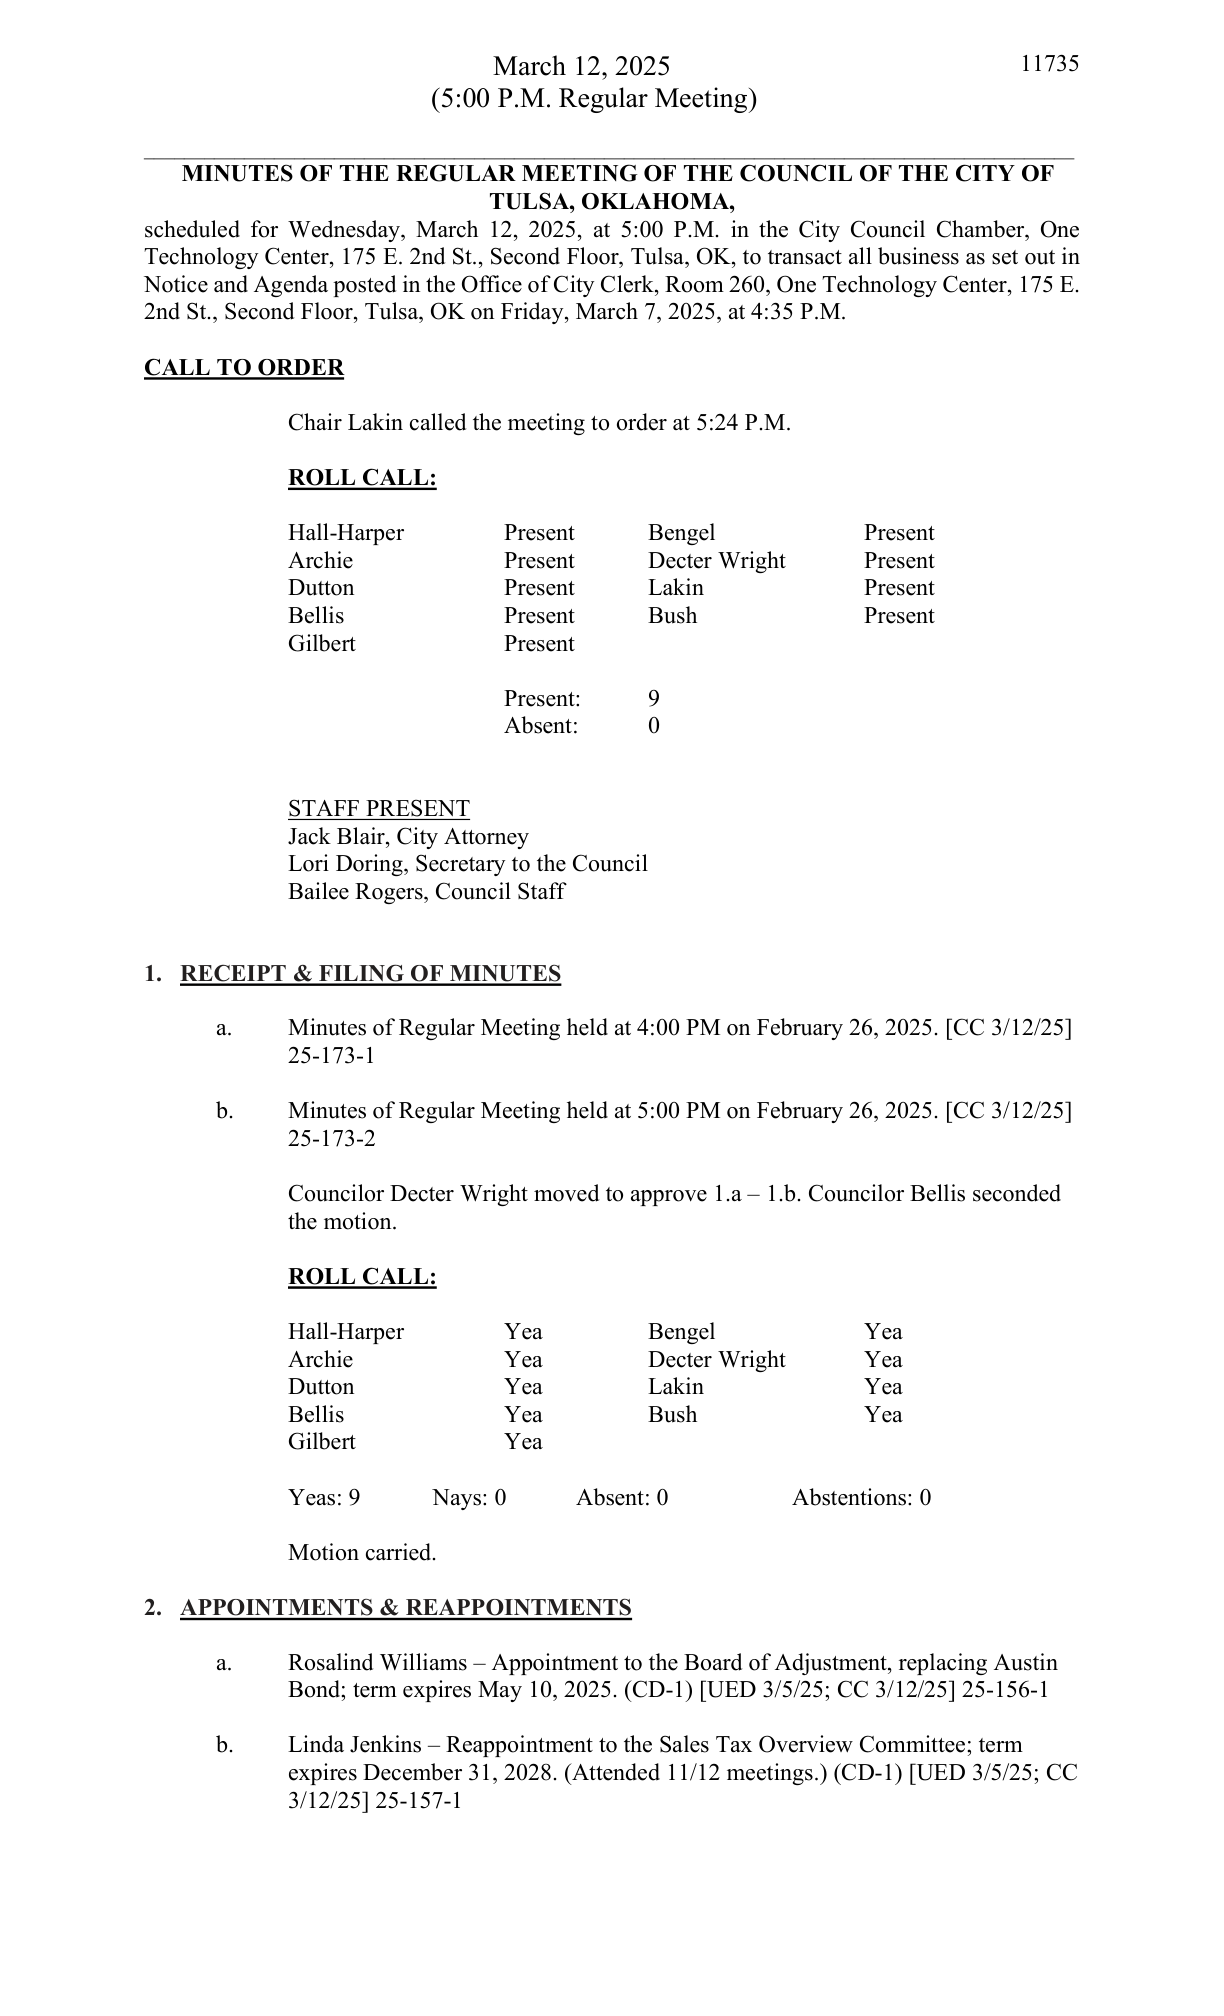 March 12, 2025 11735
(5:00 P.M. Regular Meeting)
MINUTES OF THE REGULAR MEETING OF THE COUNCIL OF THE CITY OF
TULSA, OKLAHOMA,
scheduled for Wednesday, March 12, 2025, at 5:00 P.M. in the City Council Chamber, One
Technology Center, 175 E. 2nd St., Second Floor, Tulsa, OK, to transact all business as set out in
Notice and Agenda posted in the Office of City Clerk, Room 260, One Technology Center, 175 E.
2nd St., Second Floor, Tulsa, OK on Friday, March 7, 2025, at 4:35 P.M.
CALL TO ORDER
Chair Lakin called the meeting to order at 5:24 P.M.
ROLL CALL:
Hall-Harper Present Bengel Present
Archie Present Decter Wright Present
Dutton Present Lakin Present
Bellis Present Bush Present
Gilbert Present
Present: 9
Absent: 0
STAFF PRESENT
Jack Blair, City Attorney
Lori Doring, Secretary to the Council
Bailee Rogers, Council Staff
1. RECEIPT & FILING OF MINUTES
a. Minutes of Regular Meeting held at 4:00 PM on February 26, 2025. [CC 3/12/25]
25-173-1
b. Minutes of Regular Meeting held at 5:00 PM on February 26, 2025. [CC 3/12/25]
25-173-2
Councilor Decter Wright moved to approve 1.a – 1.b. Councilor Bellis seconded
the motion.
ROLL CALL:
Hall-Harper Yea Bengel Yea
Archie Yea Decter Wright Yea
Dutton Yea Lakin Yea
Bellis Yea Bush Yea
Gilbert Yea
Yeas: 9 Nays: 0 Absent: 0 Abstentions: 0
Motion carried.
2. APPOINTMENTS & REAPPOINTMENTS
a. Rosalind Williams – Appointment to the Board of Adjustment, replacing Austin
Bond; term expires May 10, 2025. (CD-1) [UED 3/5/25; CC 3/12/25] 25-156-1
b. Linda Jenkins – Reappointment to the Sales Tax Overview Committee; term
expires December 31, 2028. (Attended 11/12 meetings.) (CD-1) [UED 3/5/25; CC
3/12/25] 25-157-1